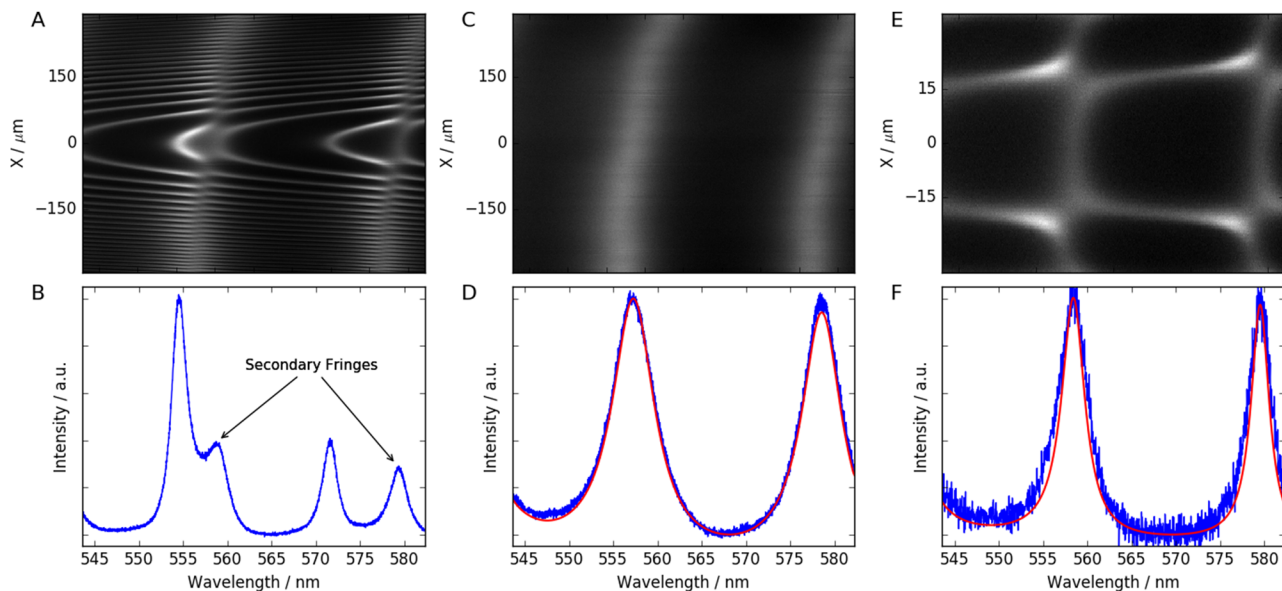 A
X / μm
150
0
−150
C
X / μm
150
0
−150
E
X / μm
15
0
−15
B
Intensity / a.u.
Secondary Fringes
545 550 555 560 565 570 575 580
Wavelength / nm
D
Intensity / a.u.
545 550 555 560 565 570 575 580
Wavelength / nm
F
Intensity / a.u.
545 550 555 560 565 570 575 580
Wavelength / nm